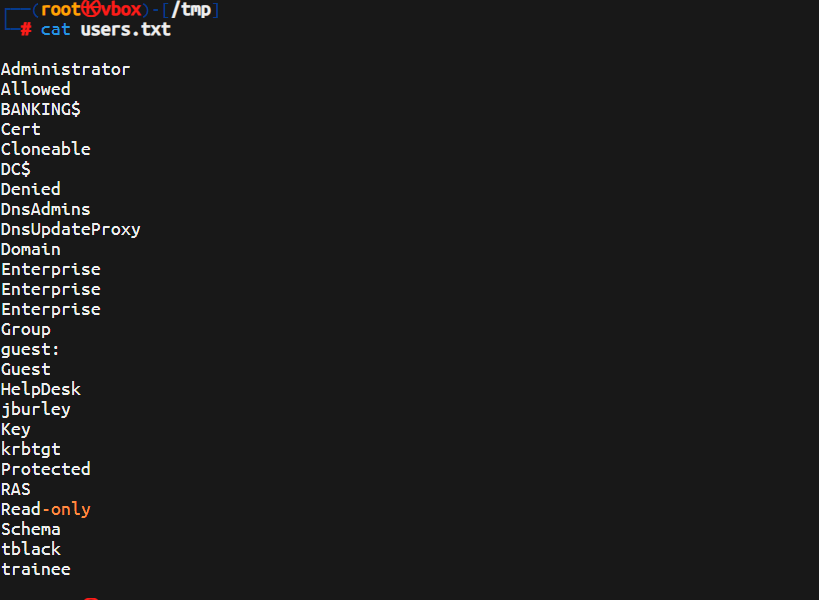 ┌──(root㉿vbox)-[/tmp]
└─# cat users.txt
Administrator
Allowed
BANKING$
Cert
Cloneable
DC$
Denied
DnsAdmins
DnsUpdateProxy
Domain
Enterprise
Enterprise
Enterprise
Group
guest:
Guest
HelpDesk
jburley
Key
krbtgt
Protected
RAS
Read-only
Schema
tblack
trainee